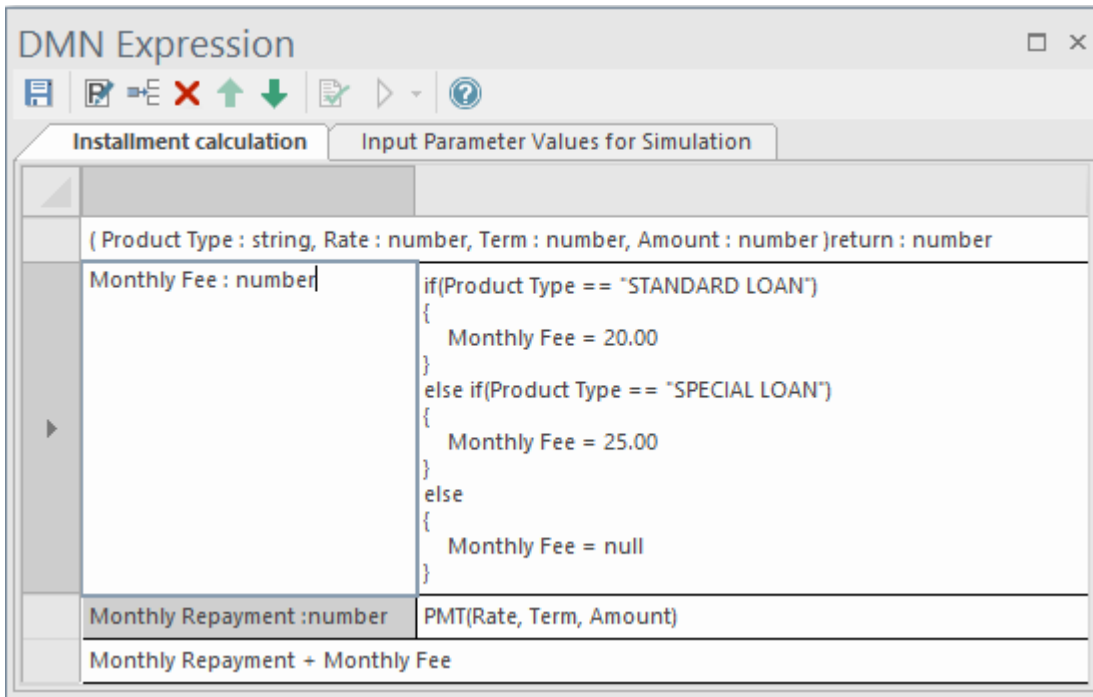 DMN Expression
Installment calculation
Input Parameter Values for Simulation
( Product Type : string, Rate : number, Term : number, Amount : number )return : number
Monthly Fee : number
if(Product Type == "STANDARD LOAN")
{
Monthly Fee = 20.00
}
else if(Product Type == "SPECIAL LOAN")
{
Monthly Fee = 25.00
}
else
{
Monthly Fee = null
}
Monthly Repayment :number
PMT(Rate, Term, Amount)
Monthly Repayment + Monthly Fee